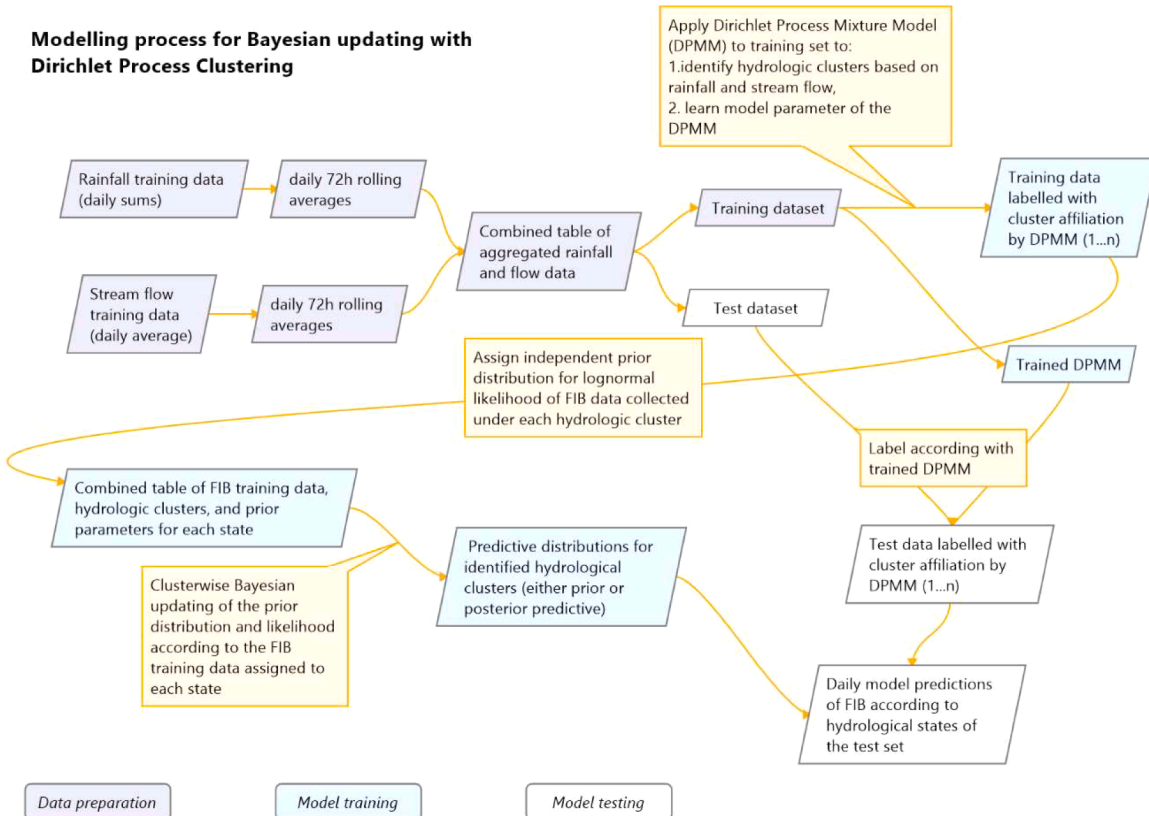 Modelling process for Bayesian updating with
Dirichlet Process Clustering
Apply Dirichlet Process Mixture Model
(DPMM) to training set to:
1.identify hydrologic clusters based on
rainfall and stream flow,
2. learn model parameter of the
DPMM
Rainfall training data
(daily sums)
daily 72h rolling
averages
Combined table of
aggregated rainfall
and flow data
Training dataset
Training data
labelled with
cluster affiliation
by DPMM (1...n)
Stream flow
training data
(daily average)
daily 72h rolling
averages
Test dataset
Assign independent prior
distribution for lognormal
likelihood of FIB data collected
under each hydrologic cluster
Trained DPMM
Label according with
trained DPMM
Combined table of FIB training data,
hydrologic clusters, and prior
parameters for each state
Predictive distributions for
identified hydrological
clusters (either prior or
posterior predictive)
Test data labelled with
cluster affiliation by
DPMM (1...n)
Clusterwise Bayesian
updating of the prior
distribution and likelihood
according to the FIB
training data assigned to
each state
Daily model predictions
of FIB according to
hydrological states of
the test set
Data preparation
Model training
Model testing